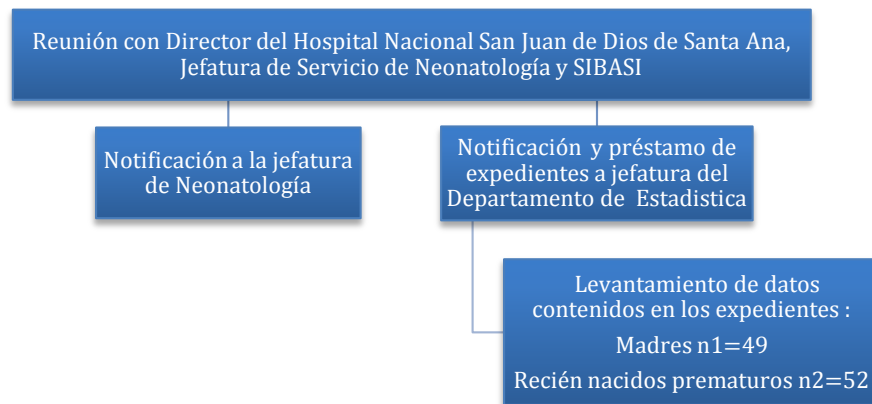 Reunión con Director del Hospital Nacional San Juan de Dios de Santa Ana,
Jefatura de Servicio de Neonatología y SIBASI
Notificación a la jefatura
de Neonatología
Notificación y préstamo de
expedientes a jefatura del
Departamento de Estadistica
Levantamiento de datos
contenidos en los expedientes :
Madres n1=49
Recién nacidos prematuros n2=52